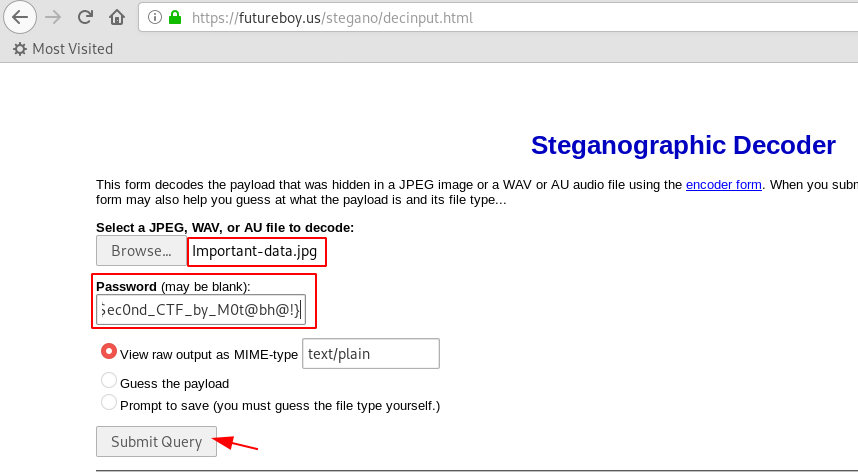 https://futureboy.us/stegano/decinput.html
Most Visited
Steganographic Decoder
This form decodes the payload that was hidden in a JPEG image or a WAV or AU audio file using the encoder form. When you subm
form may also help you guess at what the payload is and its file type...
Select a JPEG, WAV, or AU file to decode:
Browse... Important-data.jpg
Password (may be blank):
Sec0nd_CTF_by_M0t@bh@!}
View raw output as MIME-type text/plain
Guess the payload
Prompt to save (you must guess the file type yourself.)
Submit Query